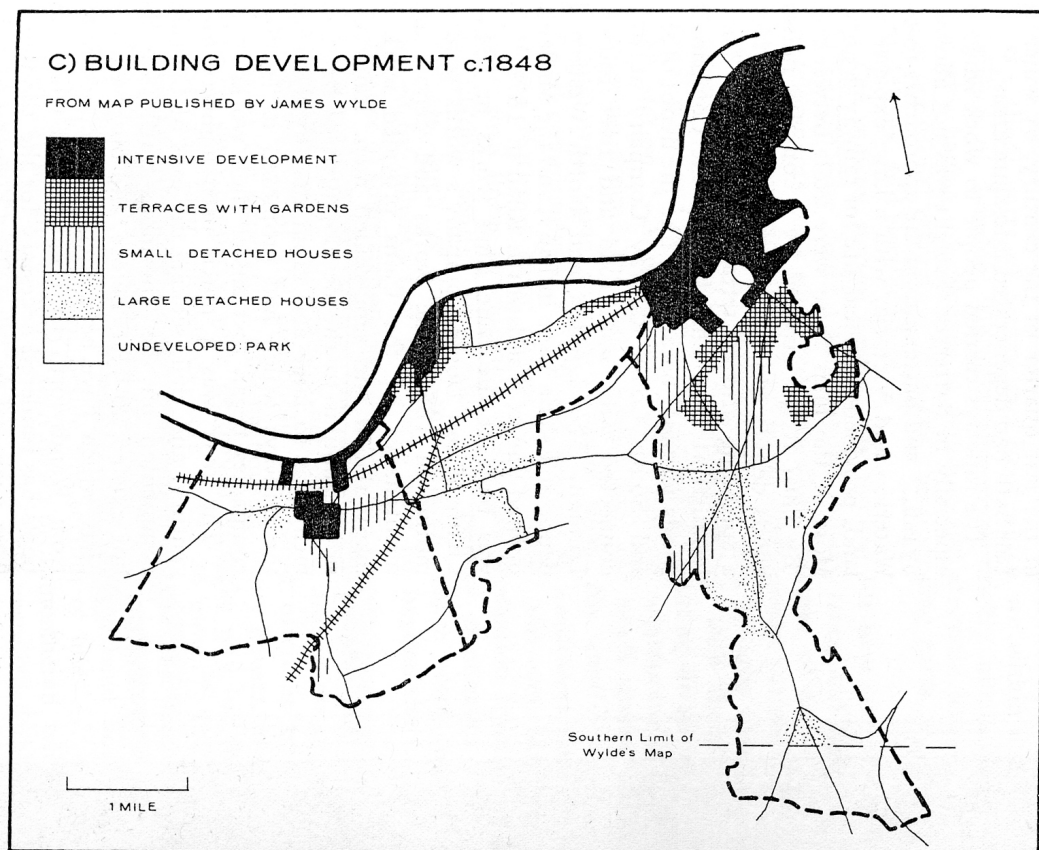 C) BUILDING DEVELOPMENT c.1848
FROM MAP PUBLISHED BY JAMES WYLDE
INTENSIVE DEVELOPMENT
TERRACES WITH GARDENS
SMALL DETACHED HOUSES
LARGE DETACHED HOUSES
UNDEVELOPED: PARK
Southern Limit of
Wylde's Map
1 MILE